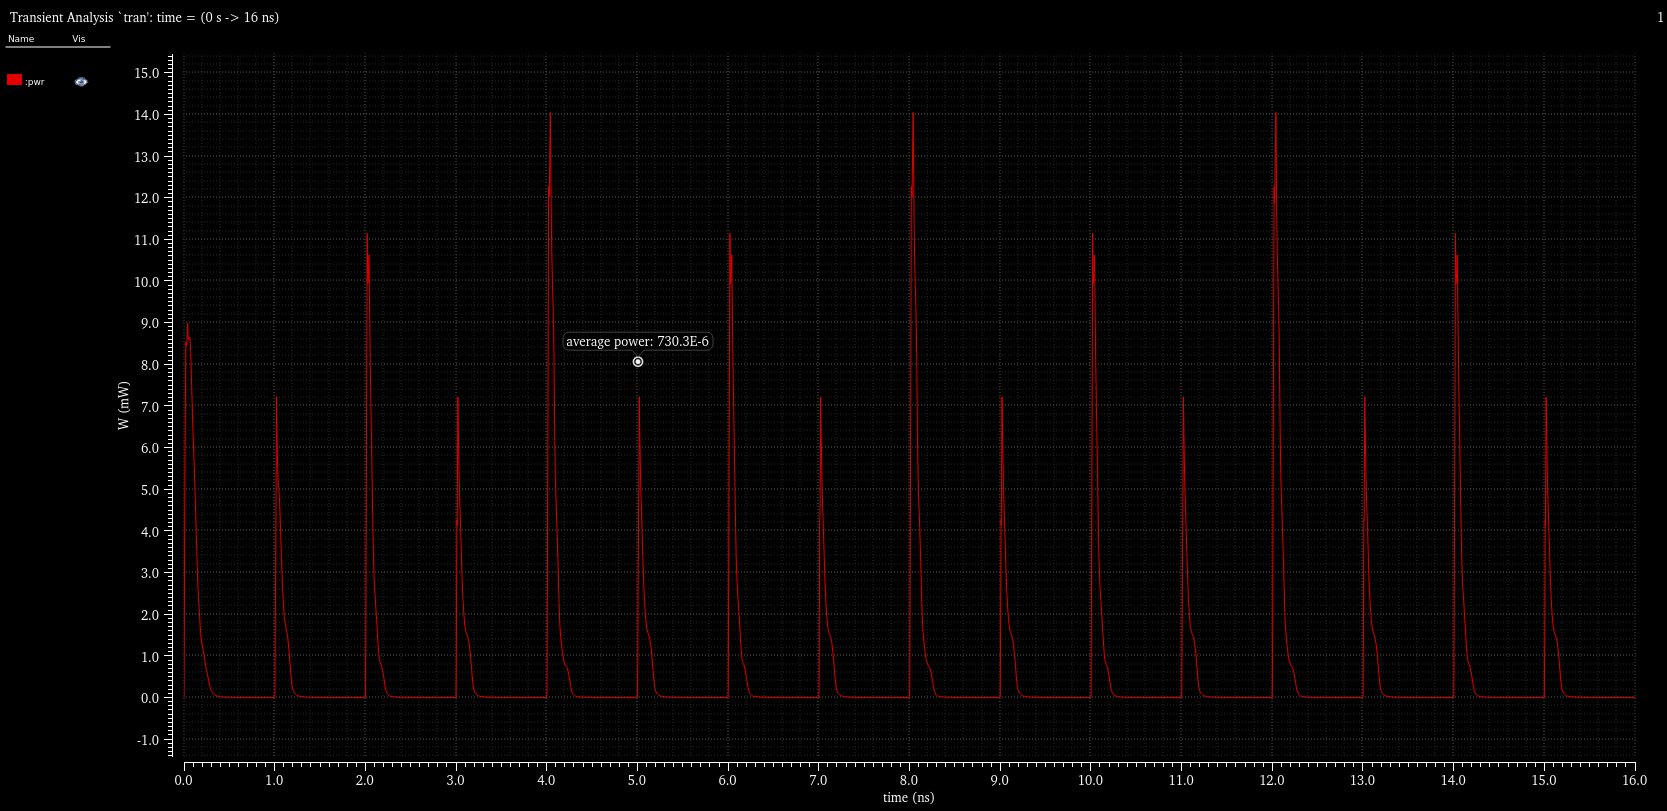 Transient Analysis `tran': time = (0 s -> 16 ns)
1
Name Vis
:pwr
15.0
14.0
13.0
12.0
11.0
10.0
9.0
8.0
7.0
6.0
5.0
4.0
3.0
2.0
1.0
0.0
-1.0
W (mW)
average power: 730.3E-6
0.0 1.0 2.0 3.0 4.0 5.0 6.0 7.0 8.0 9.0 10.0 11.0 12.0 13.0 14.0 15.0 16.0
time (ns)